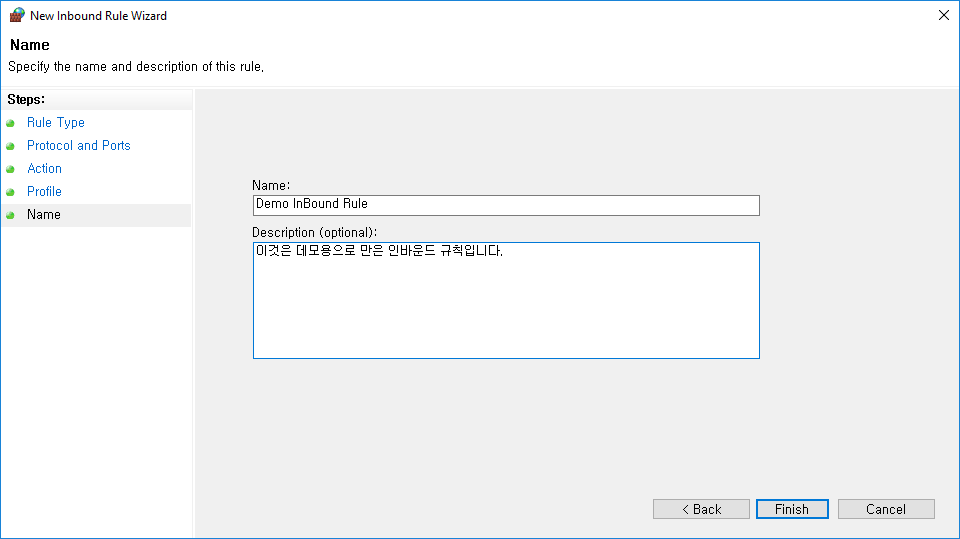 New Inbound Rule Wizard
Name
Specify the name and description of this rule.
Steps:
Rule Type
Protocol and Ports
Action
Profile
Name
Name:
Demo InBound Rule
Description (optional):
이것은 데모용으로 만은 인바운드 규칙입니다.
< Back
Finish
Cancel